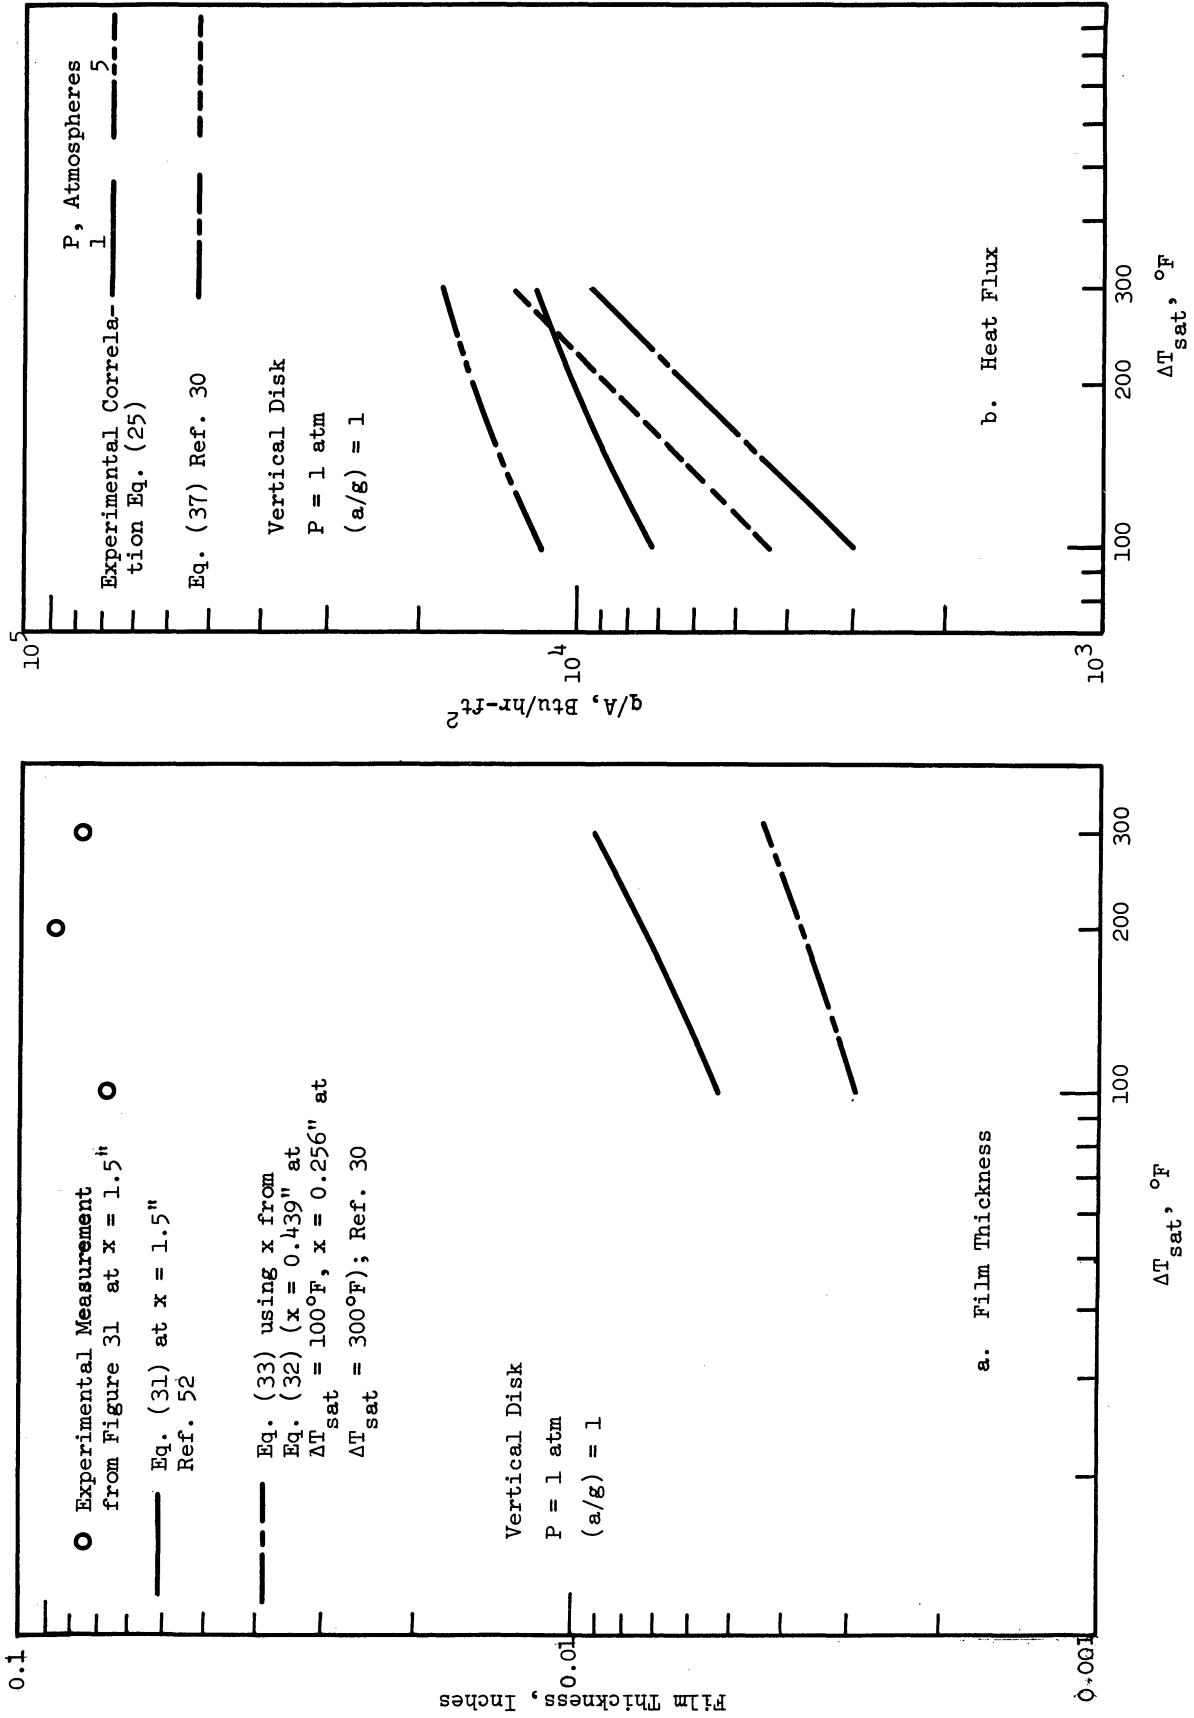 0.1
0.01
0.001
Film Thickness, Inches
O Experimental Measurement
from Figure 31 at x = 1.5"
Eq. (31) at x = 1.5"
Ref. 52
Eq. (33) using x from
Eq. (32) (x = 0.439" at
ΔTsat = 100°F, x = 0.256" at
ΔTsat = 300°F); Ref. 30
Vertical Disk
P = 1 atm
(a/g) = 1
a. Film Thickness
100
200
300
ΔTsat, °F
10^5
10^4
10^3
q/A, Btu/hr-ft^2
P, Atmospheres
1 5
Experimental Correla-
tion Eq. (25)
Eq. (37) Ref. 30
Vertical Disk
P = 1 atm
(a/g) = 1
b. Heat Flux
100
200
300
ΔTsat, °F